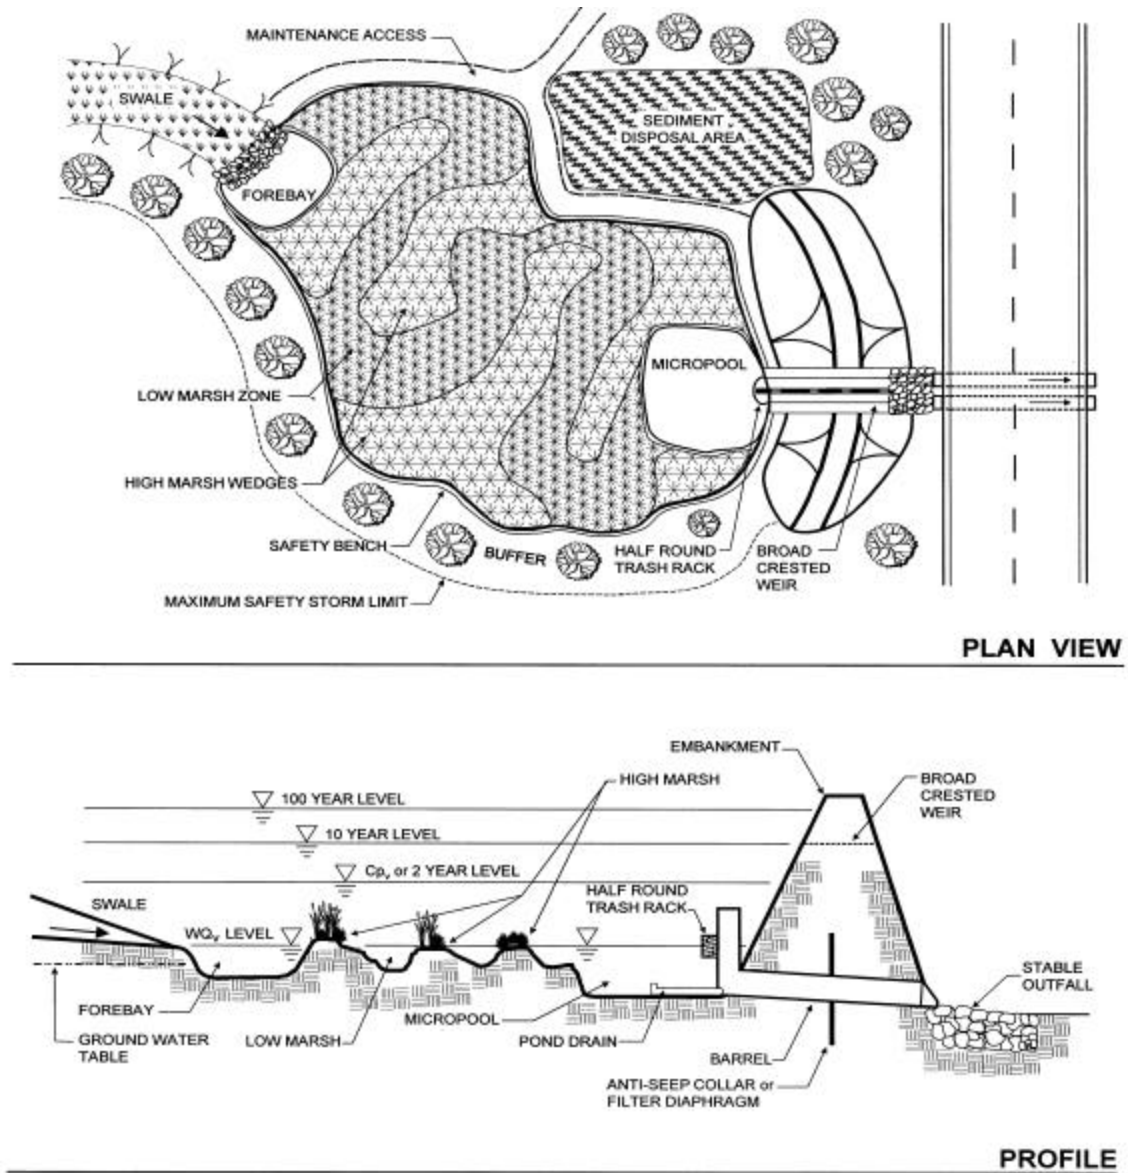 MAINTENANCE ACCESS
SWALE
SEDIMENT
DISPOSAL AREA
FOREBAY
MICROPOOL
LOW MARSH ZONE
HIGH MARSH WEDGES
SAFETY BENCH
BUFFER
HALF ROUND
TRASH RACK
BROAD
CRESTED
WEIR
MAXIMUM SAFETY STORM LIMIT
PLAN VIEW
EMBANKMENT
HIGH MARSH
BROAD
CRESTED
WEIR
100 YEAR LEVEL
10 YEAR LEVEL
Cpv or 2 YEAR LEVEL
HALF ROUND
TRASH RACK
SWALE
WQv LEVEL
STABLE
OUTFALL
FOREBAY
MICROPOOL
GROUND WATER
TABLE
LOW MARSH
POND DRAIN
BARREL
ANTI-SEEP COLLAR or
FILTER DIAPHRAGM
PROFILE